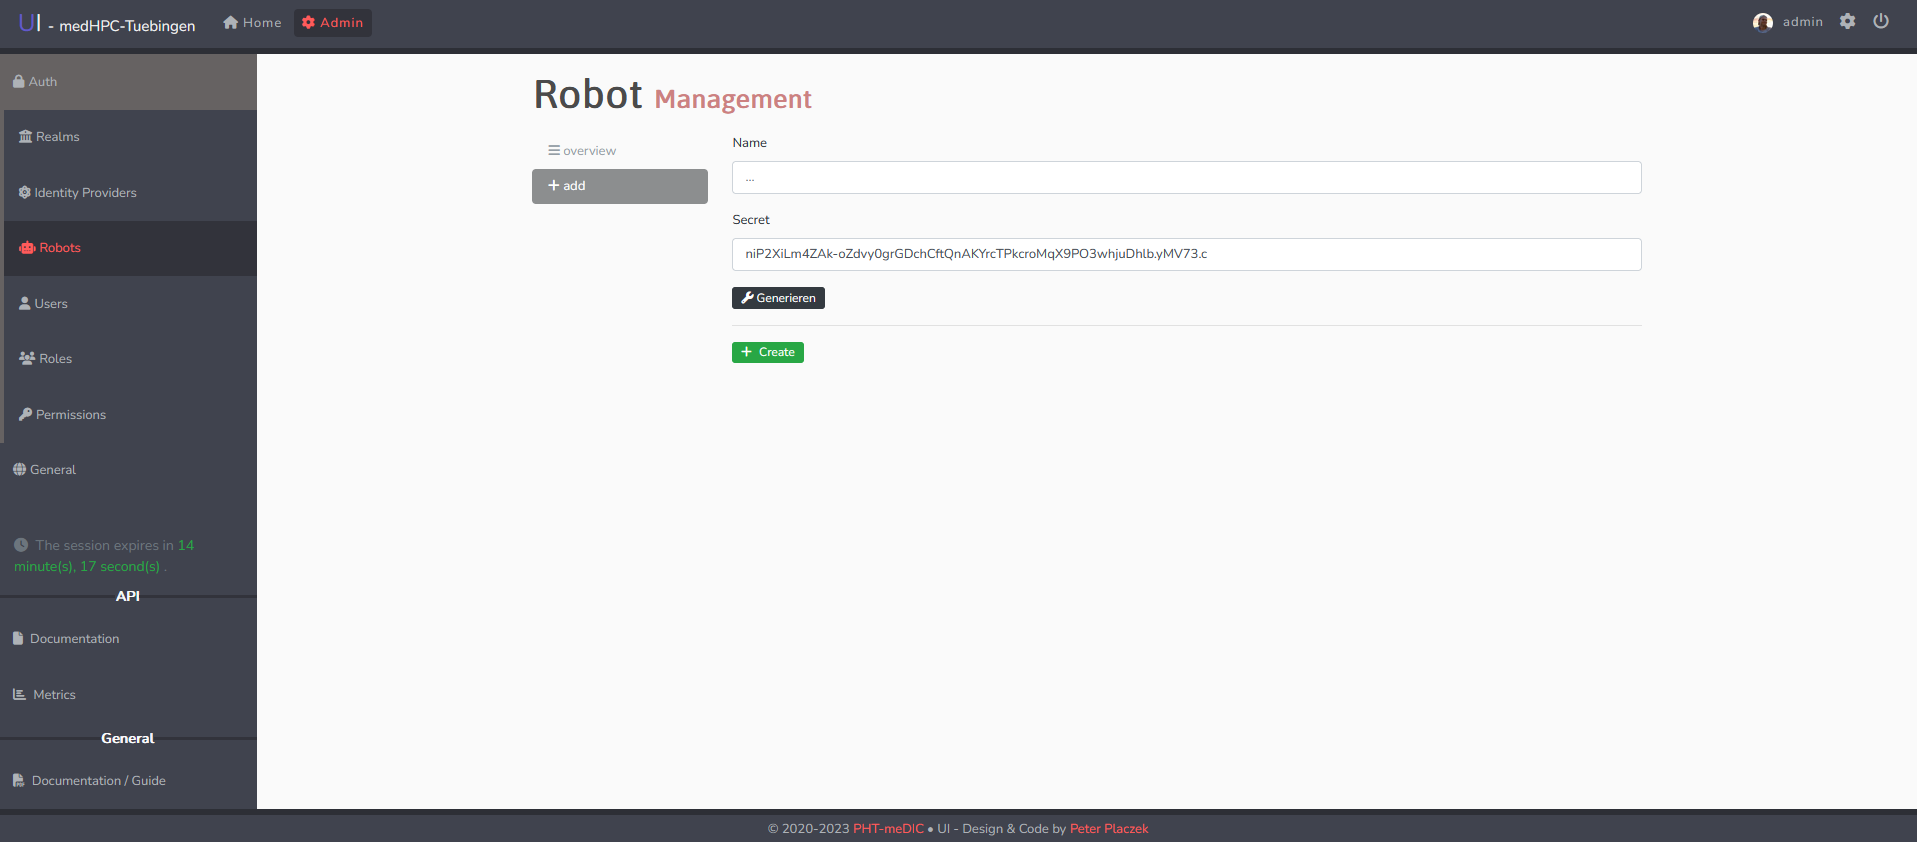 UI - medHPC-Tuebingen Home Admin admin
Auth
Realms
Identity Providers
Robots
Users
Roles
Permissions
General
The session expires in 14
minute(s), 17 second(s) .
API
Documentation
Metrics
General
Documentation / Guide
Robot Management
overview
add
Name
...
Secret
niP2XiLm4ZAk-oZdvy0grGDchCftQnAKYrcTPkcroMqX9PO3whjuDhlb.yMV73.c
Generieren
Create
© 2020-2023 PHT-meDIC • UI - Design & Code by Peter Placzek